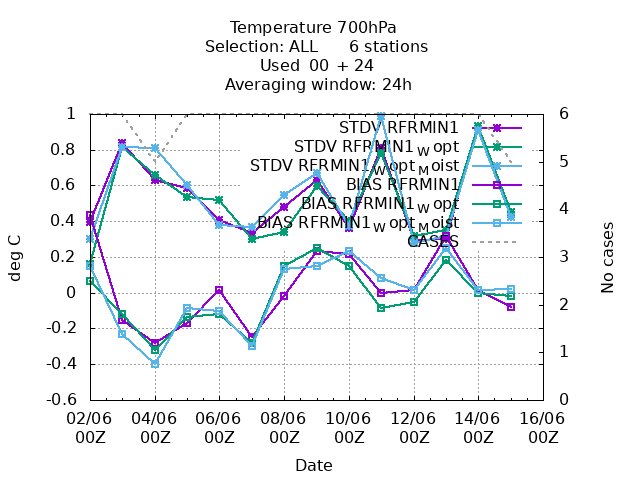 Temperature 700hPa
Selection: ALL      6 stations
Used  00  + 24
Averaging window: 24h
STDV RFRMIN1
STDV RFRMIN1_W opt
STDV RFRMIN1_W opt_M oist
BIAS RFRMIN1
BIAS RFRMIN1_W opt
BIAS RFRMIN1_W opt_M oist
CASES
1
0.8
0.6
0.4
0.2
0
-0.2
-0.4
-0.6
deg C
6
5
4
3
2
1
0
No cases
02/06 04/06 06/06 08/06 10/06 12/06 14/06 16/06
00Z 00Z 00Z 00Z 00Z 00Z 00Z 00Z
Date